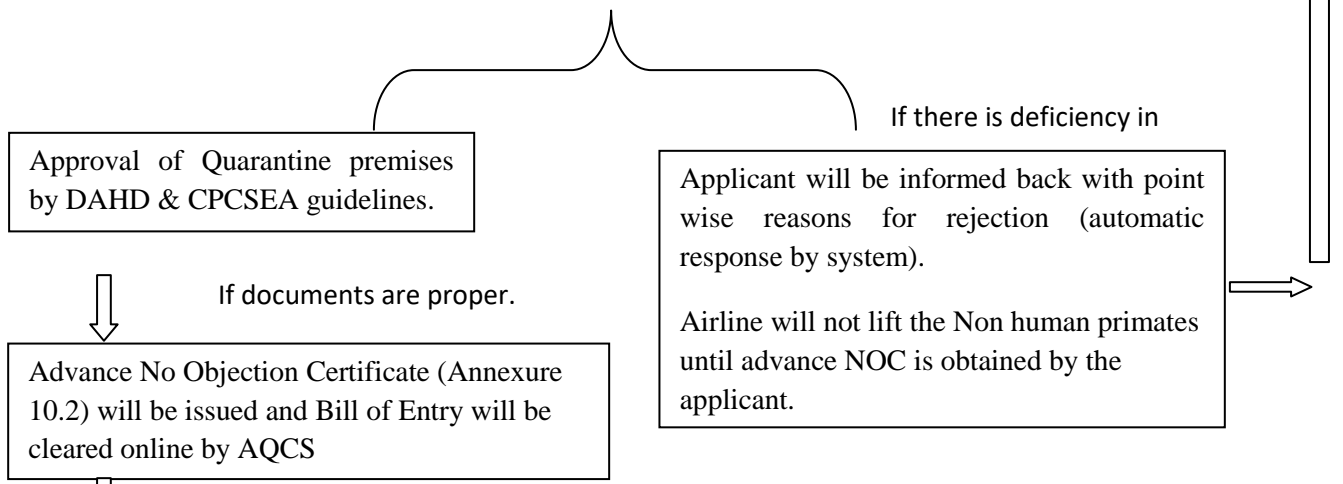 If there is deficiency in
Approval of Quarantine premises
by DAHD & CPCSEA guidelines.
Applicant will be informed back with point
wise reasons for rejection (automatic
response by system).
Airline will not lift the Non human primates
until advance NOC is obtained by the
applicant.
If documents are proper.
Advance No Objection Certificate (Annexure
10.2) will be issued and Bill of Entry will be
cleared online by AQCS